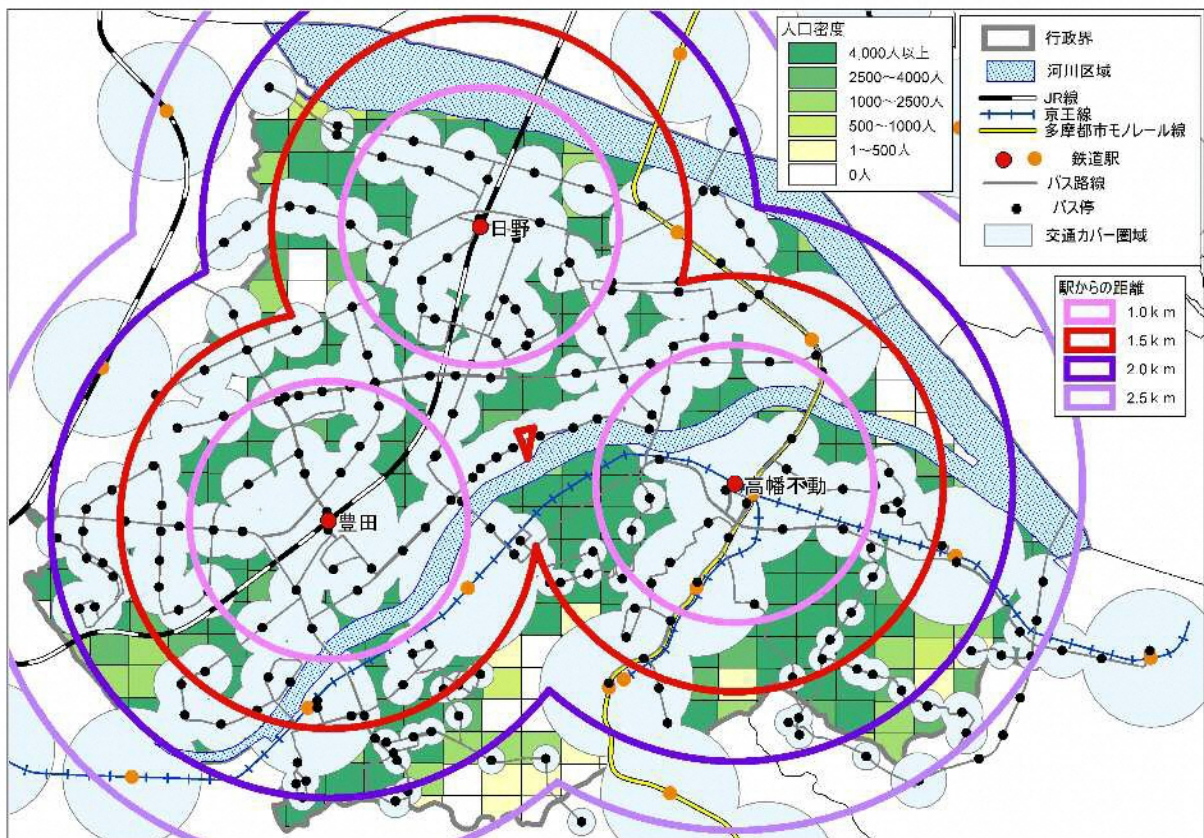 人口密度
4,000人以上
2500～4000人
1000～2500人
500～1000人
1～500人
0人
行政界
河川区域
JR線
京王線
多摩都市モノレール線
鉄道駅
バス路線
バス停
交通カバー圏域
駅からの距離
1.0km
1.5km
2.0km
2.5km
日野
高幡不動
豊田